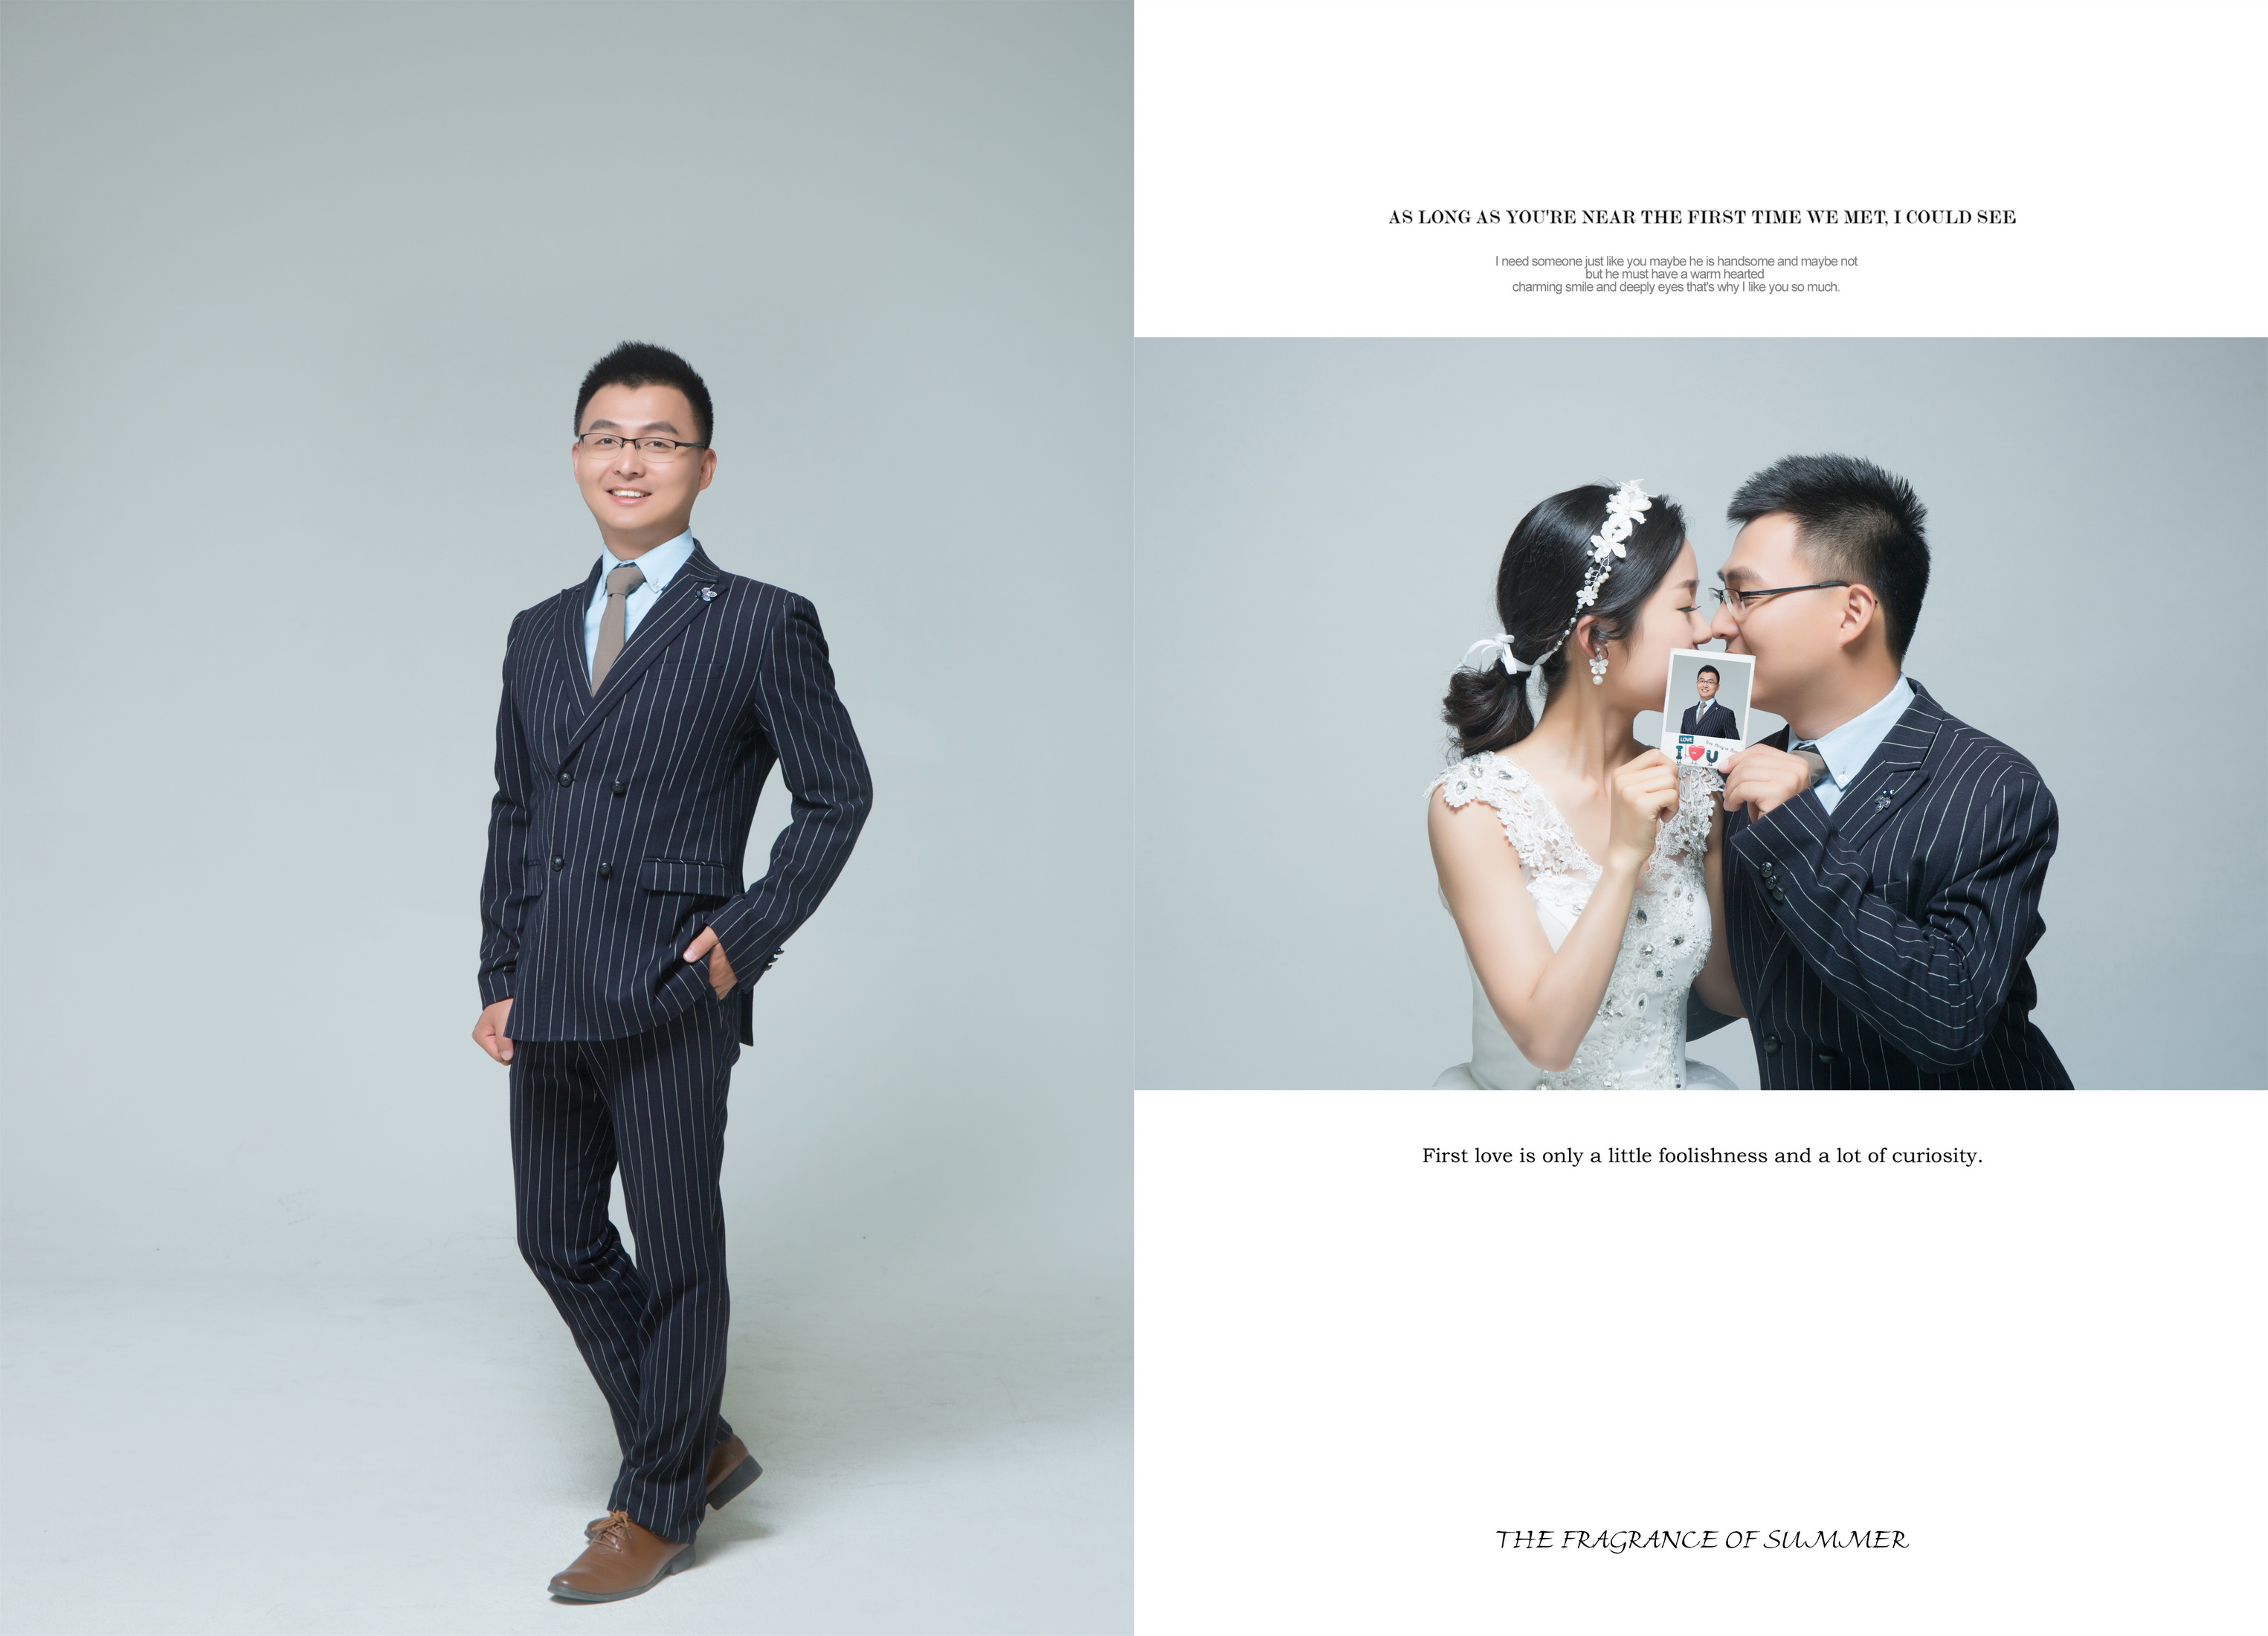 AS LONG AS YOU'RE NEAR THE FIRST TIME WE MET, I COULD SEE
I need someone just like you maybe he is handsome and maybe not
but he must have a warm hearted
charming smile and deeply eyes that's why I like you so much.
LOVE
I U
First love is only a little foolishness and a lot of curiosity.
THE FRAGRANCE OF SUMMER